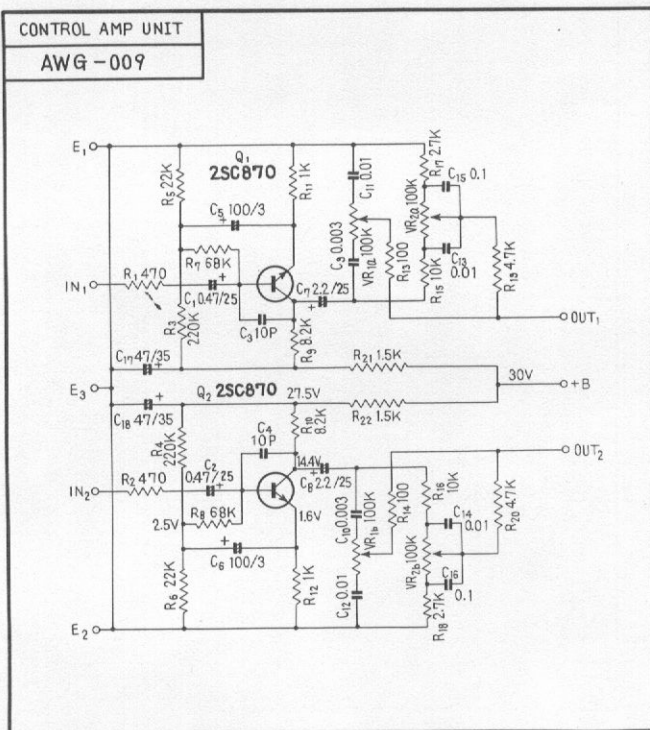 CONTROL AMP UNIT
AWG-009
E1
Q1
2SC870
R5 22K
R11 1K
C11 0.01
R17 2.7K
C15 0.1
C5 100/3
+
R7 68K
C9 0.003
VR1a 100K
VR2a 100K
R13 100
C13 0.01
R15 10K
R19 4.7K
IN1
R1 470
C1 0.47/25
+
C7 2.2/25
+
R3 220K
C3 10P
R9 8.2K
OUT1
C17 47/35
+
R21 1.5K
30V
E3
+B
Q2 2SC870
27.5V
C18 47/35
+
R22 1.5K
R4 220K
C4
10P
R10 8.2K
OUT2
14.4V
IN2
R2 470
C2
0.47/25
+
C8 2.2/25
+
R16 10K
C10 0.003
VR1b 100K
R14 100
C14
0.01
R20 4.7K
R8 68K
2.5V
1.6V
+
C6 100/3
VR2b 100K
C16
0.1
R6 22K
R12 1K
C12 0.01
R18 2.7K
E2